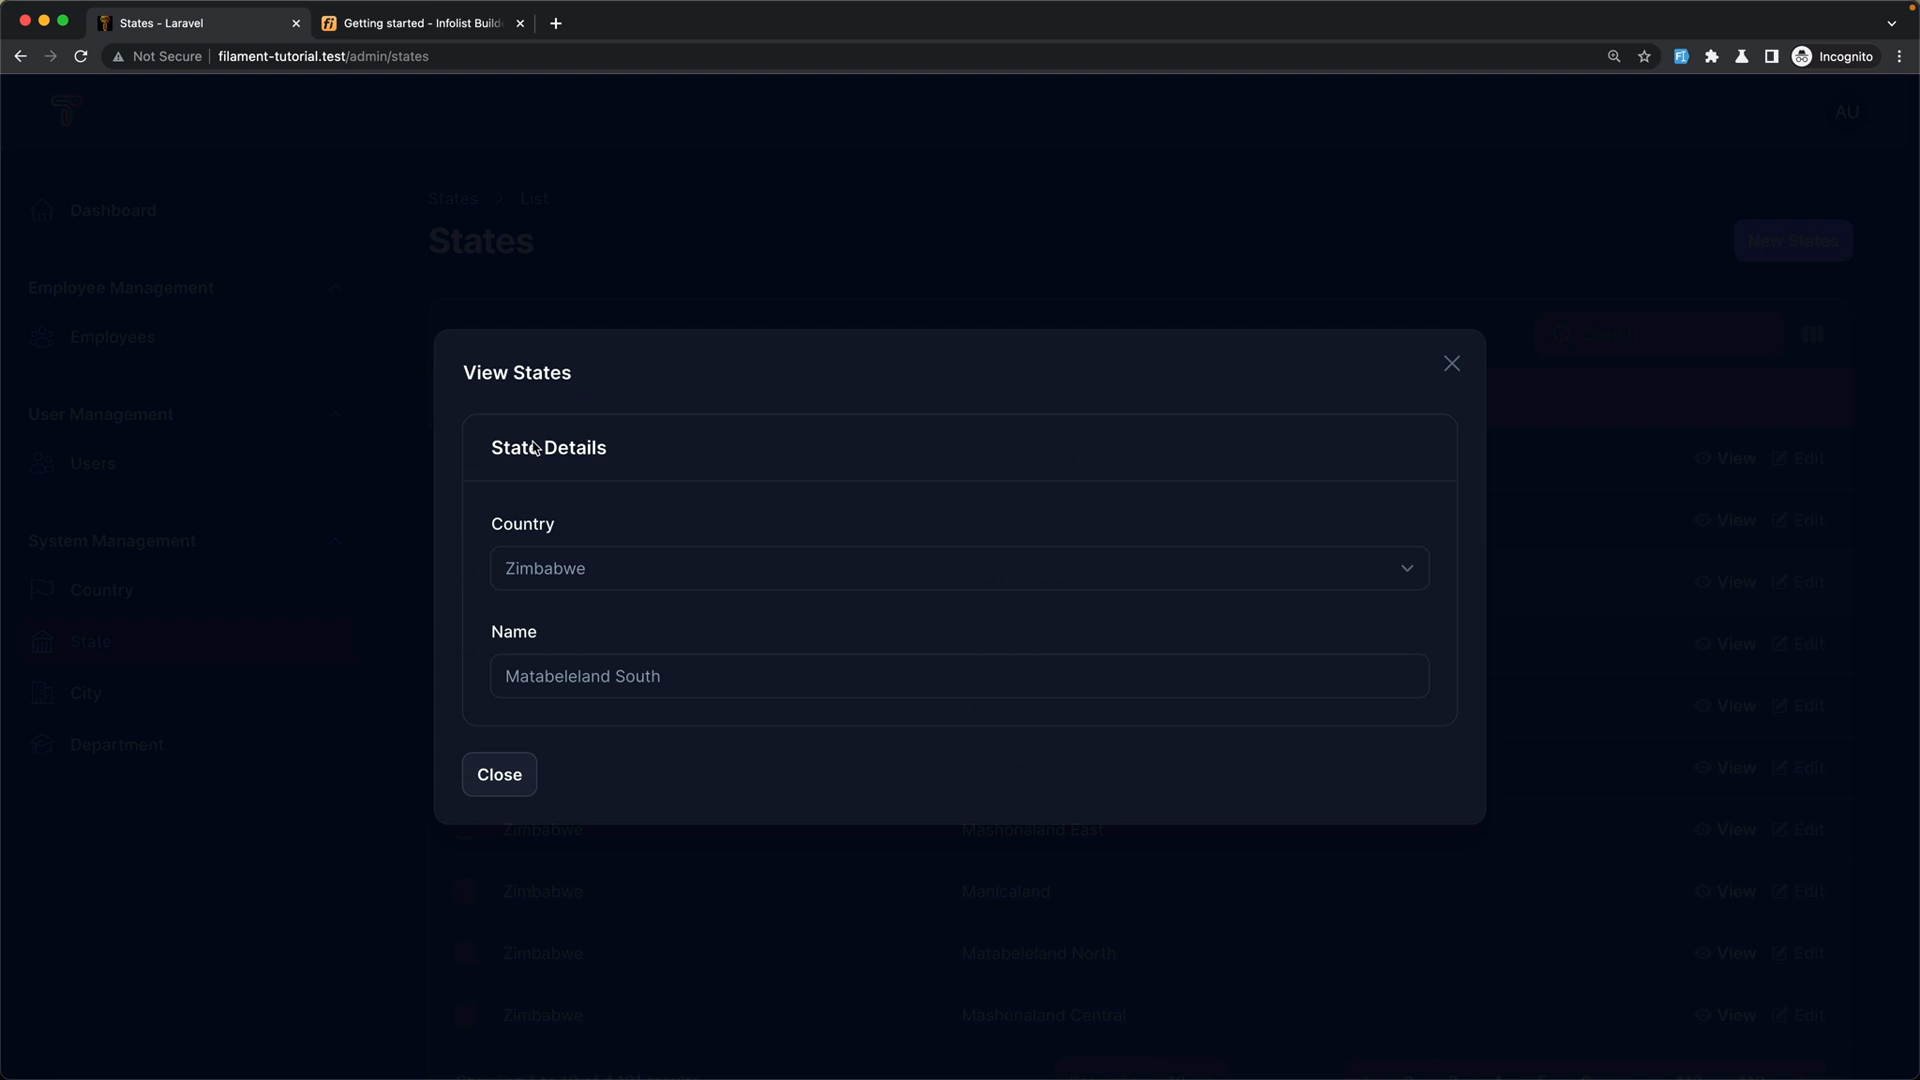 States - Laravel
Getting started - Infolist Build
Not Secure
filament-tutorial.test/admin/states
Incognito
AU
Dashboard
Employee Management
Employees
User Management
Users
System Management
Country
State
City
Department
States > List
States
New States
Search
View Edit
View Edit
View Edit
View Edit
View Edit
View Edit
View States
State Details
Country
Zimbabwe
Name
Matabeleland South
Close
Zimbabwe Mashonaland East View Edit
Zimbabwe Manicaland View Edit
Zimbabwe Matabeleland North View Edit
Zimbabwe Mashonaland Central View Edit